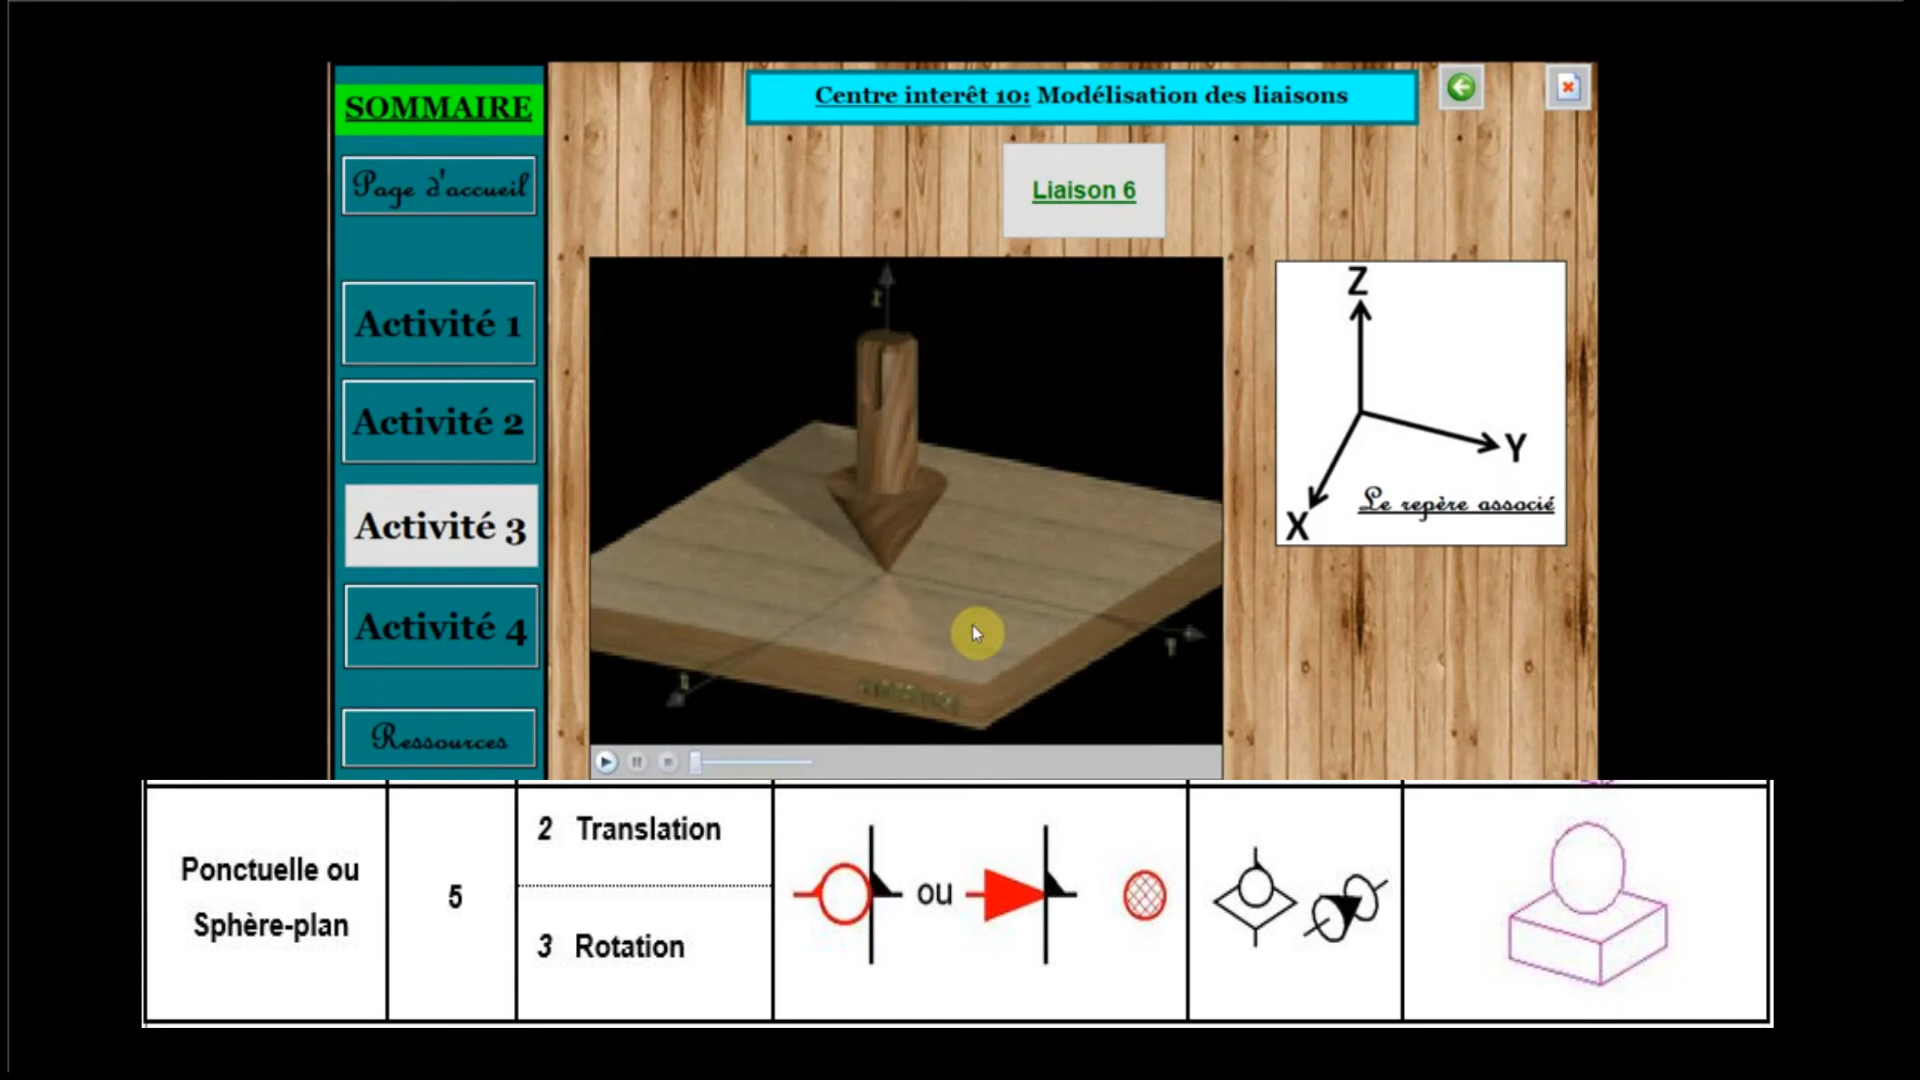 SOMMAIRE
Page d'accueil
Activité 1
Activité 2
Activité 3
Activité 4
Ressources
Centre interêt 10: Modélisation des liaisons
Liaison 6
Z
Y
X
Le repère associé
Ponctuelle ou
Sphère-plan
5
2 Translation
3 Rotation
ou